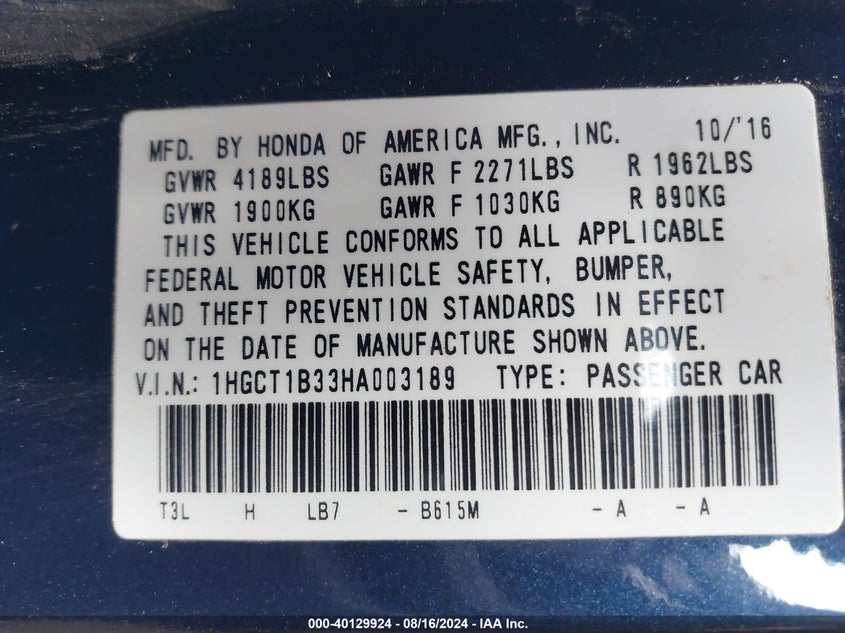 MFD. BY HONDA OF AMERICA MFG., INC. 10/'16
GVWR 4189LBS GAWR F 2271LBS R 1962LBS
GVWR 1900KG GAWR F 1030KG R 890KG
THIS VEHICLE CONFORMS TO ALL APPLICABLE
FEDERAL MOTOR VEHICLE SAFETY, BUMPER,
AND THEFT PREVENTION STANDARDS IN EFFECT
ON THE DATE OF MANUFACTURE SHOWN ABOVE.
V.I.N.: 1HGCT1B33HA003189 TYPE: PASSENGER CAR
T3L H LB7 - B615M - A - A
000-40129924 - 08/16/2024 - IAA Inc.